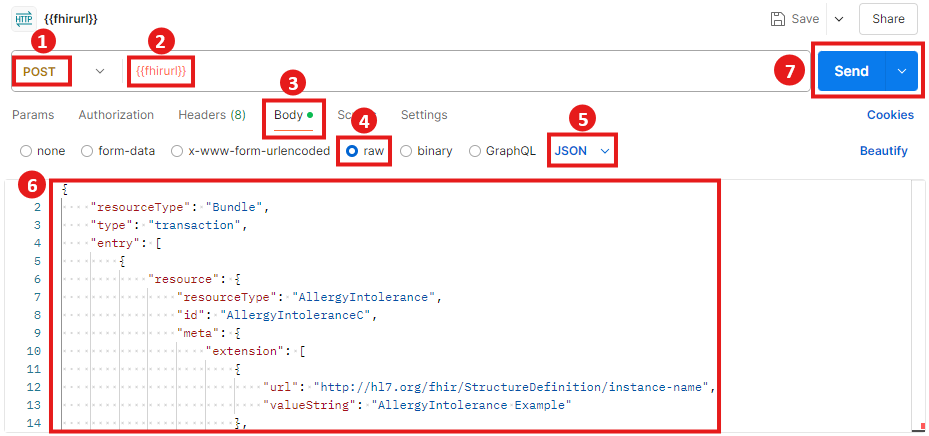 HTTP {{fhirurl}} Save Share
1 2
POST {{fhirurl}} 7 Send
3
Params Authorization Headers (8) Body Sc Settings Cookies
4 5
none form-data x-www-form-urlencoded raw binary GraphQL JSON Beautify
6 {
2 "resourceType": "Bundle",
3 "type": "transaction",
4 "entry": [
5 {
6 "resource": {
7 "resourceType": "AllergyIntolerance",
8 "id": "AllergyIntoleranceC",
9 "meta": {
10 "extension": [
11 {
12 "url": "http://hl7.org/fhir/StructureDefinition/instance-name",
13 "valueString": "AllergyIntolerance Example"
14 },